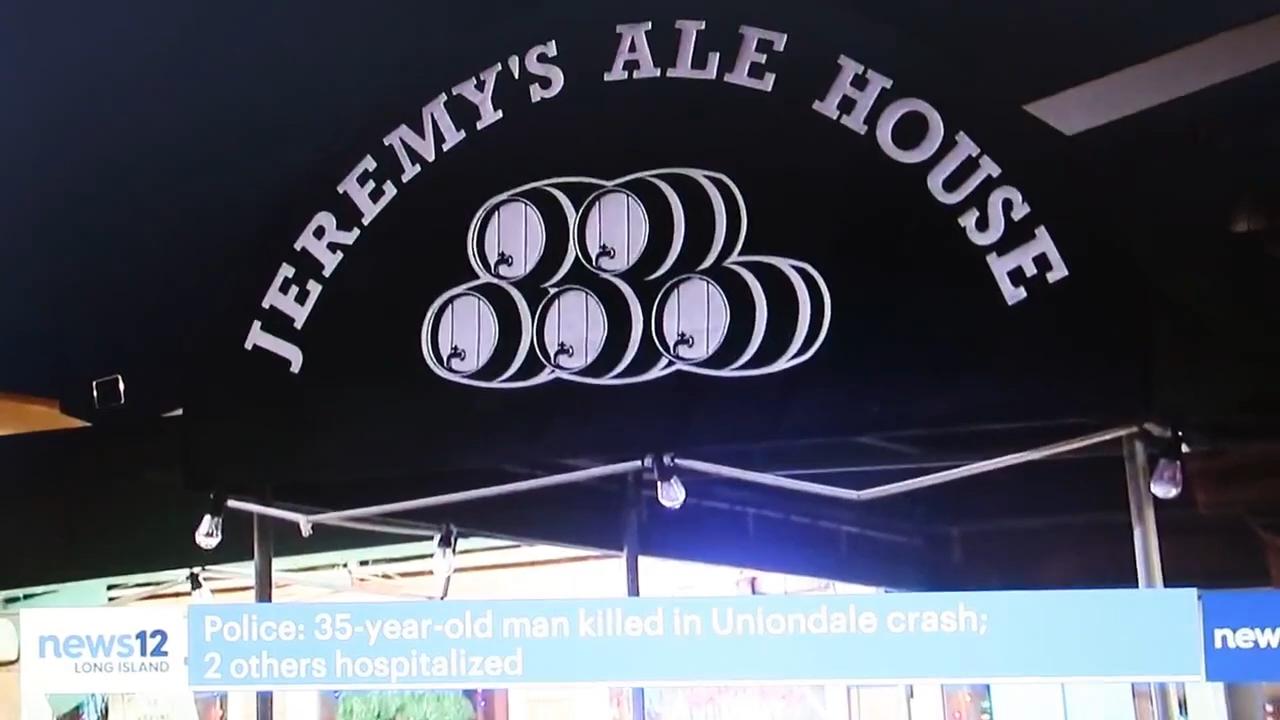 JEREMY'S ALE HOUSE
Police: 35-year-old man killed in Uniondale crash;
2 others hospitalized
news12
LONG ISLAND
new